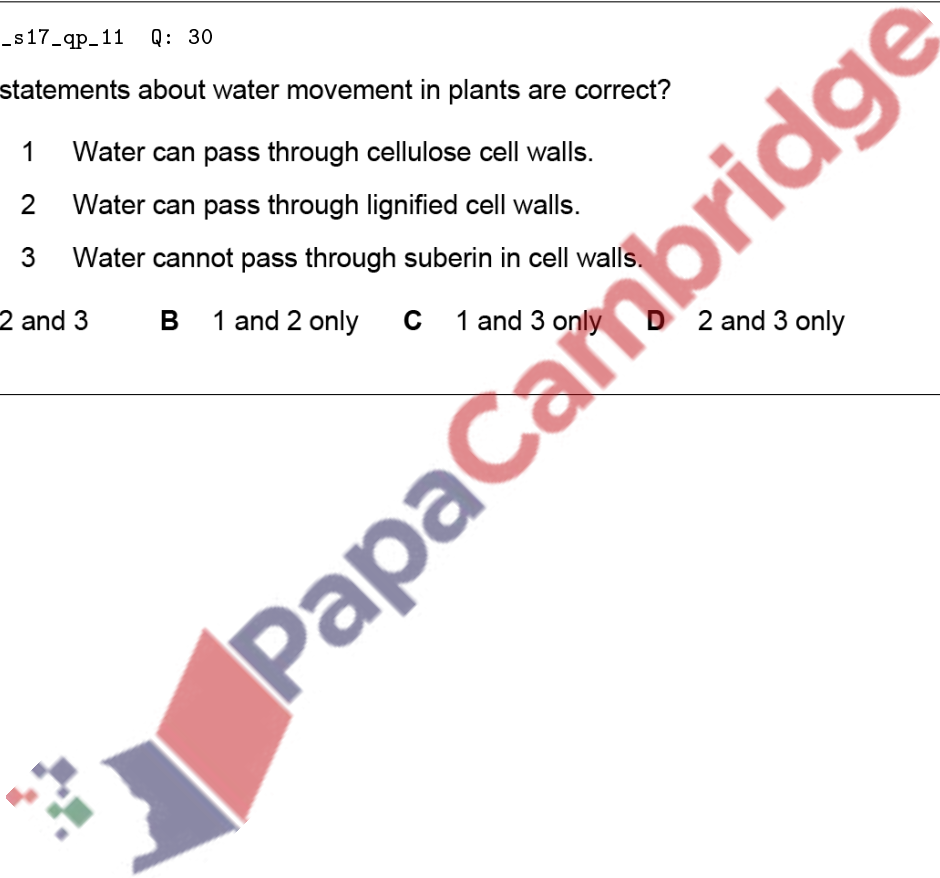 _s17_qp_11 Q: 30
statements about water movement in plants are correct?
1 Water can pass through cellulose cell walls.
2 Water can pass through lignified cell walls.
3 Water cannot pass through suberin in cell walls.
2 and 3 B 1 and 2 only C 1 and 3 only D 2 and 3 only
PapaCambridge